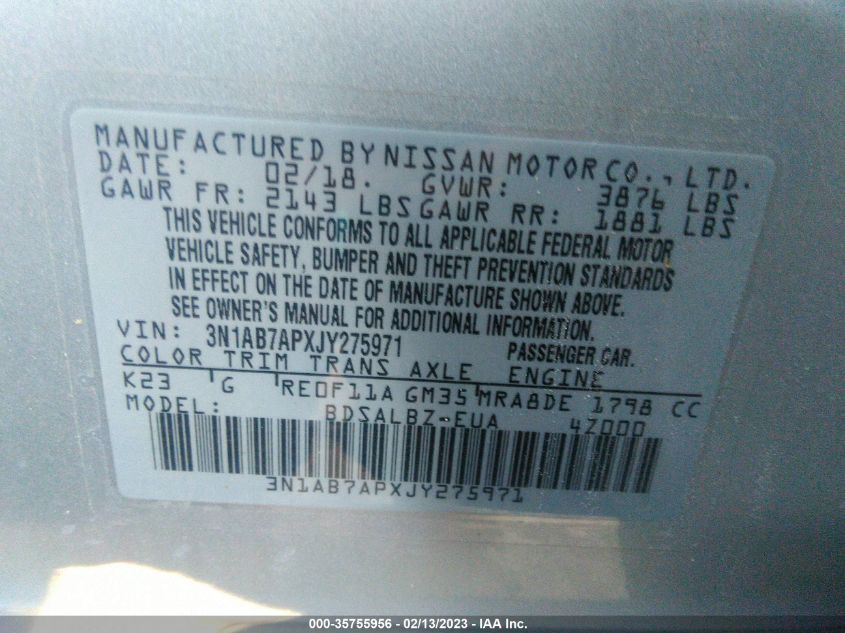 MANUFACTURED BY NISSAN MOTOR CO., LTD.
DATE: 02/18. GVWR: 3876 LBS
GAWR FR: 2143 LBS GAWR RR: 1881 LBS
THIS VEHICLE CONFORMS TO ALL APPLICABLE FEDERAL MOTOR
VEHICLE SAFETY, BUMPER AND THEFT PREVENTION STANDARDS
IN EFFECT ON THE DATE OF MANUFACTURE SHOWN ABOVE.
SEE OWNER'S MANUAL FOR ADDITIONAL INFORMATION.
VIN: 3N1AB7APXJY275971 PASSENGER CAR.
COLOR TRIM TRANS AXLE ENGINE
K23 G RE0F11A GM35 MRA8DE 1798 CC
MODEL: BDSALBZ-EUA 4Z000
3N1AB7APXJY275971
000-35755956 - 02/13/2023 - IAA Inc.